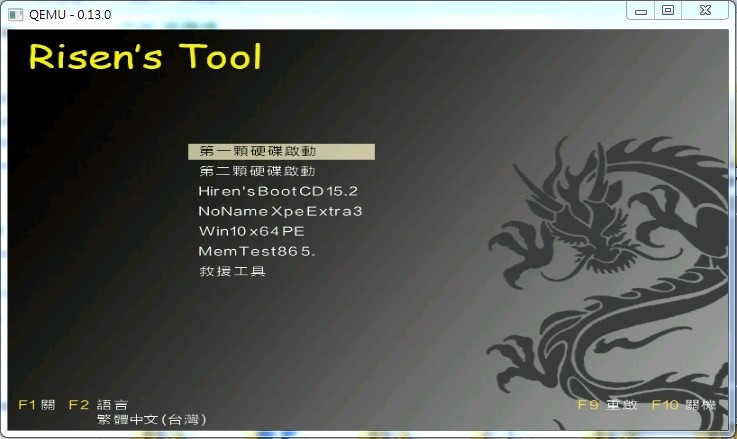 QEMU - 0.13.0
Risen's Tool
第一顆硬碟啟動
第二顆硬碟啟動
Hiren's BootCD 15.2
NoName Xpe Extra3
Win10 x64 PE
MemTest86 5.
救援工具
F1 關 F2 語言 F9 重啟 F10 關機
繁體中文(台灣)